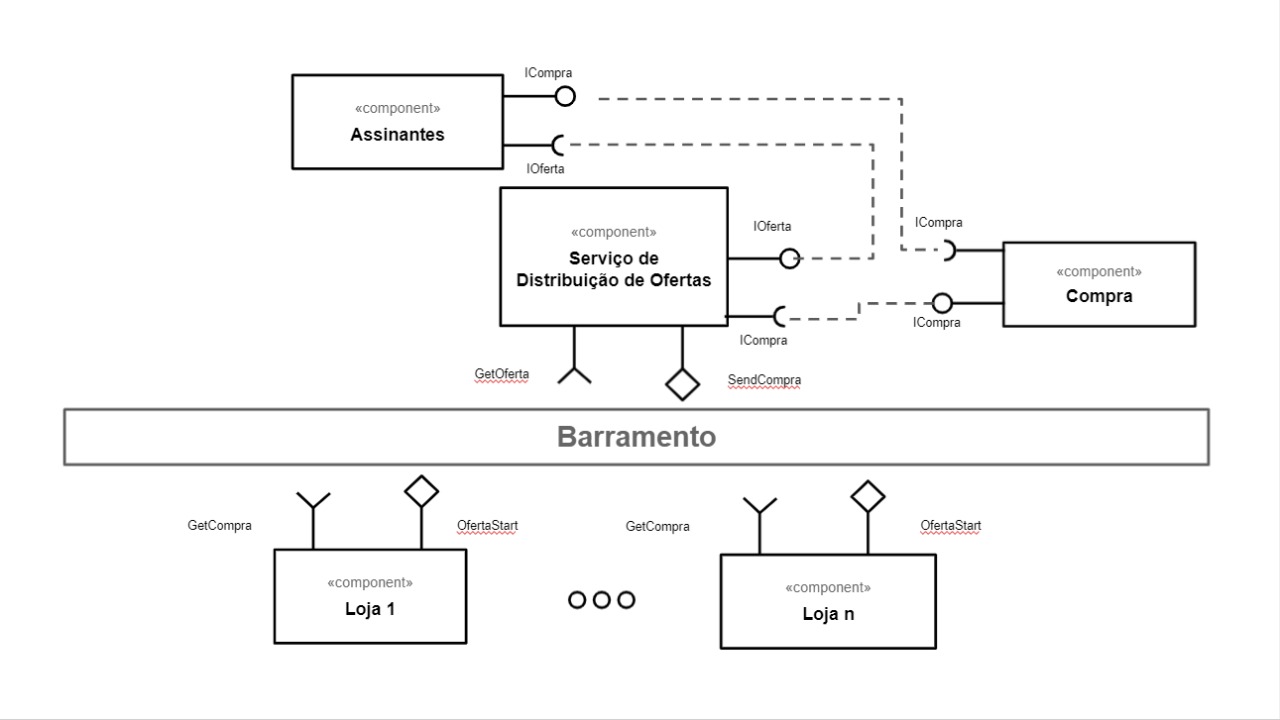 ICompra
«component»
Assinantes
IOferta
«component»
Serviço de
Distribuição de Ofertas
IOferta
ICompra
ICompra
«component»
Compra
ICompra
GetOferta
SendCompra
Barramento
GetCompra
OfertaStart
GetCompra
OfertaStart
«component»
Loja 1
«component»
Loja n